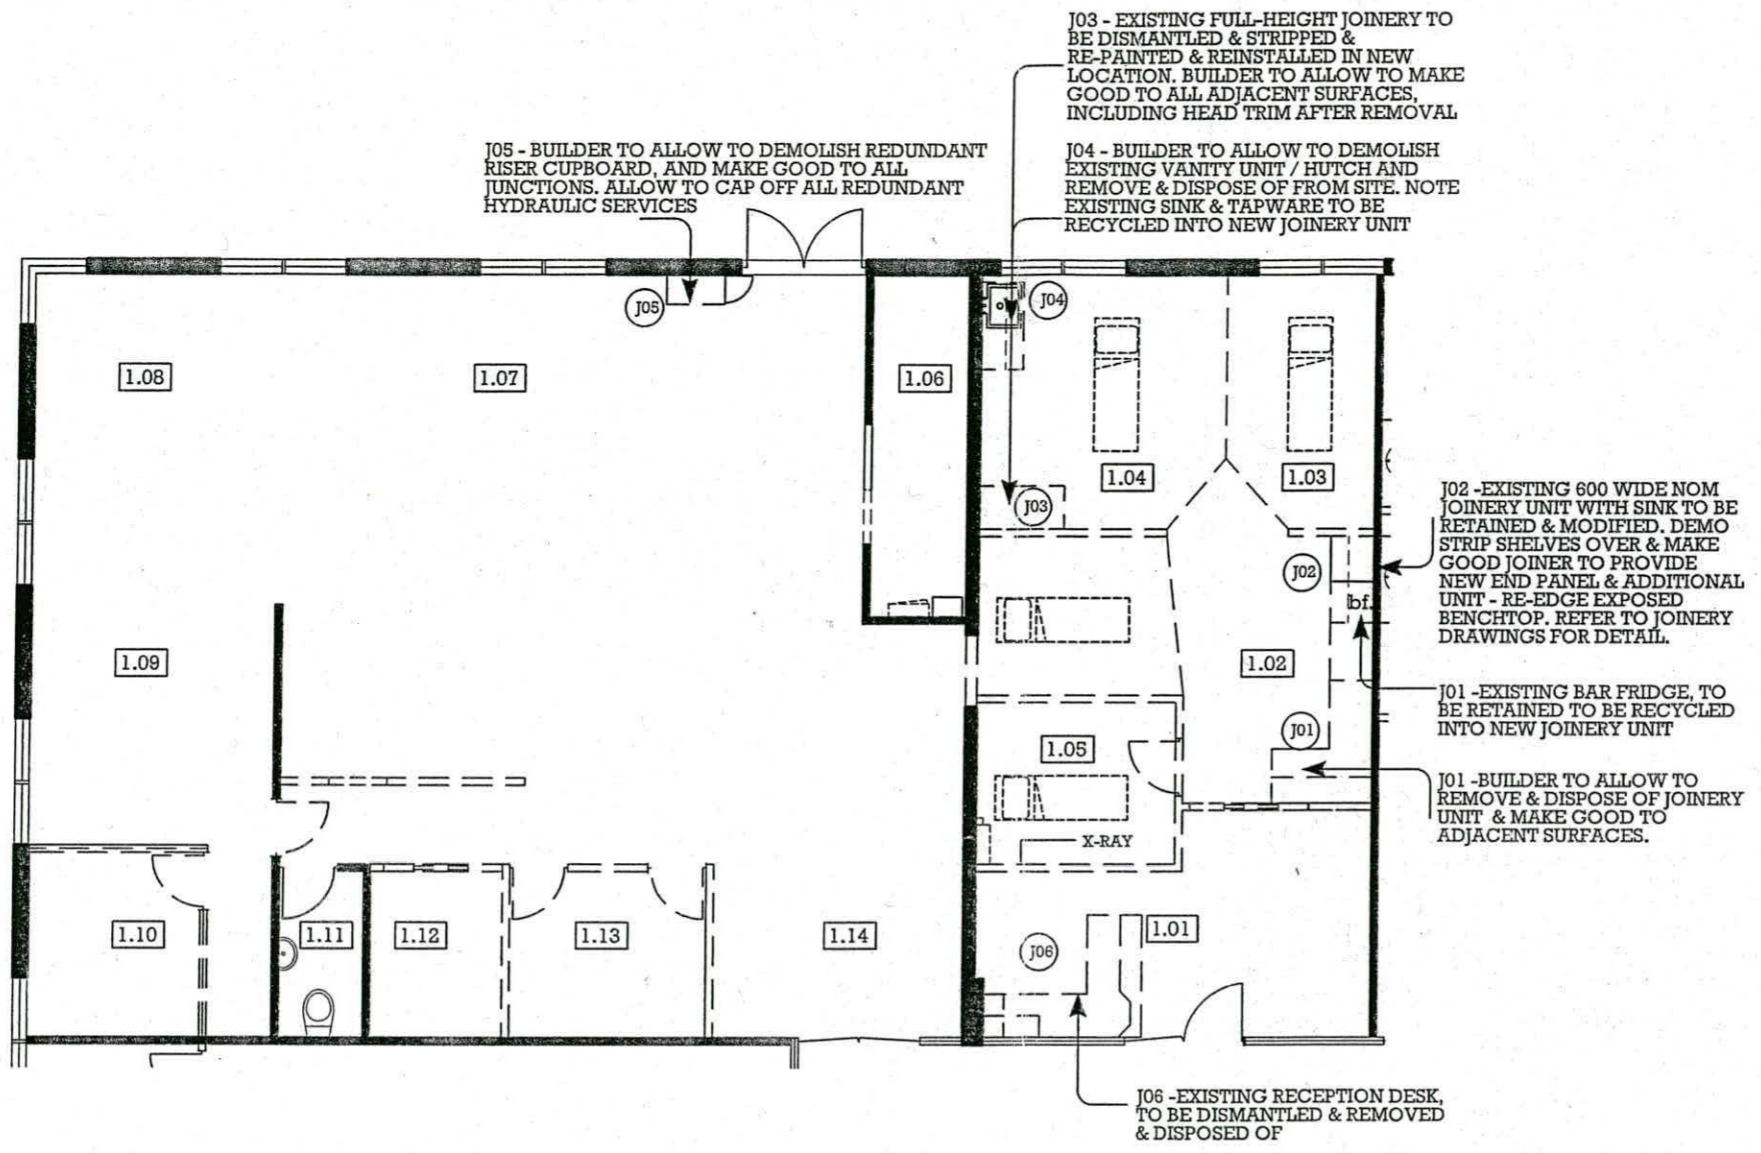 J03 - EXISTING FULL-HEIGHT JOINERY TO
BE DISMANTLED & STRIPPED &
RE-PAINTED & REINSTALLED IN NEW
LOCATION. BUILDER TO ALLOW TO MAKE
GOOD TO ALL ADJACENT SURFACES,
INCLUDING HEAD TRIM AFTER REMOVAL
J05 - BUILDER TO ALLOW TO DEMOLISH REDUNDANT
RISER CUPBOARD, AND MAKE GOOD TO ALL
JUNCTIONS. ALLOW TO CAP OFF ALL REDUNDANT
HYDRAULIC SERVICES
J04 - BUILDER TO ALLOW TO DEMOLISH
EXISTING VANITY UNIT / HUTCH AND
REMOVE & DISPOSE OF FROM SITE. NOTE
EXISTING SINK & TAPWARE TO BE
RECYCLED INTO NEW JOINERY UNIT
J05
J04
1.08
1.07
1.06
1.04
1.03
J03
J02 -EXISTING 600 WIDE NOM
JOINERY UNIT WITH SINK TO BE
RETAINED & MODIFIED. DEMO
STRIP SHELVES OVER & MAKE
GOOD JOINER TO PROVIDE
NEW END PANEL & ADDITIONAL
UNIT - RE-EDGE EXPOSED
BENCHTOP. REFER TO JOINERY
DRAWINGS FOR DETAIL.
J02
bf.
1.09
1.02
J01 -EXISTING BAR FRIDGE, TO
BE RETAINED TO BE RECYCLED
INTO NEW JOINERY UNIT
J01
1.05
J01 -BUILDER TO ALLOW TO
REMOVE & DISPOSE OF JOINERY
UNIT & MAKE GOOD TO
ADJACENT SURFACES.
X-RAY
1.10
1.11
1.12
1.13
1.14
J06
1.01
J06 -EXISTING RECEPTION DESK,
TO BE DISMANTLED & REMOVED
& DISPOSED OF